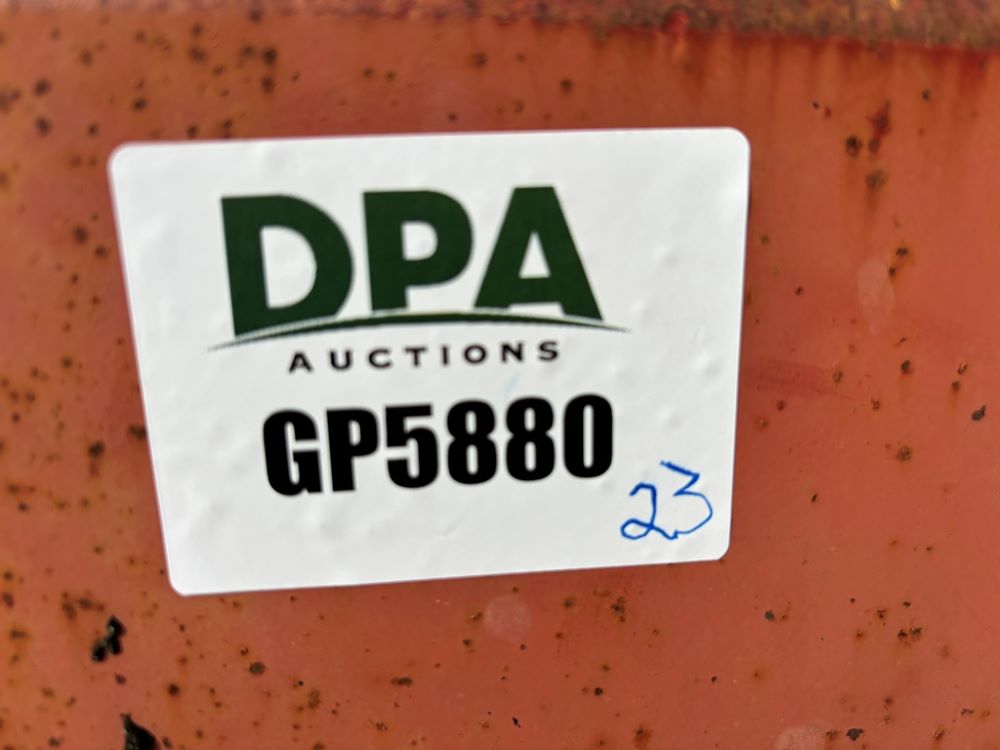 DPA
AUCTIONS
GP5880
23